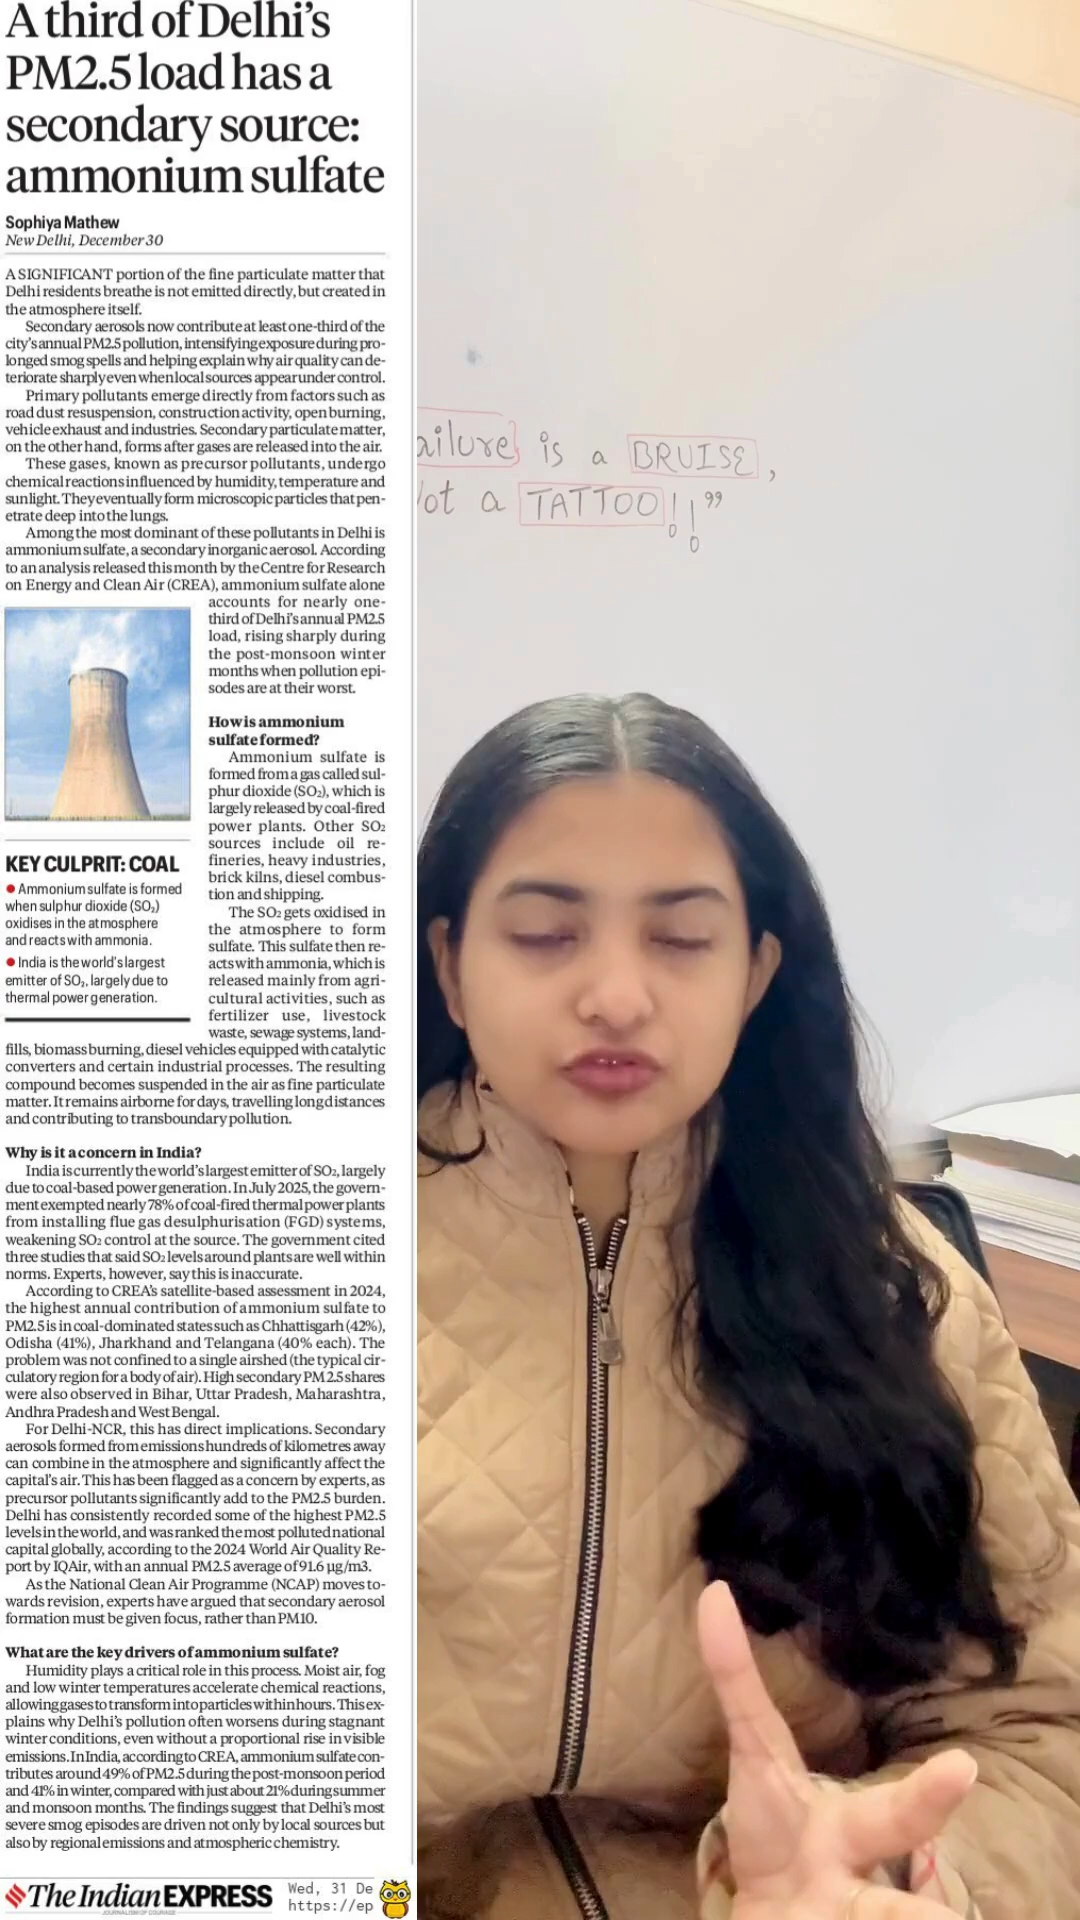 A third of Delhi's
PM2.5 load has a
secondary source:
ammonium sulfate
Sophiya Mathew
New Delhi, December 30
A SIGNIFICANT portion of the fine particulate matter that
Delhi residents breathe is not emitted directly, but created in
the atmosphere itself.
Secondary aerosols now contribute at least one-third of the
city's annual PM2.5 pollution, intensifying exposure during pro-
longed smog spells and helping explain why air quality can de-
teriorate sharply even when local sources appear under control.
Primary pollutants emerge directly from factors such as
road dust resuspension, construction activity, open burning,
vehicle exhaust and industries. Secondary particulate matter,
on the other hand, forms after gases are released into the air.
These gases, known as precursor pollutants, undergo
chemical reactions influenced by humidity, temperature and
sunlight. They eventually form microscopic particles that pen-
etrate deep into the lungs.
Among the most dominant of these pollutants in Delhi is
ammonium sulfate, a secondary inorganic aerosol. According
to an analysis released this month by the Centre for Research
on Energy and Clean Air (CREA), ammonium sulfate alone
accounts for nearly one-
third of Delhi's annual PM2.5
load, rising sharply during
the post-monsoon winter
months when pollution epi-
sodes are at their worst.
How is ammonium
sulfate formed?
Ammonium sulfate is
formed from a gas called sul-
phur dioxide (SO₂), which is
largely released by coal-fired
power plants. Other SO₂
sources include oil re-
fineries, heavy industries,
brick kilns, diesel combus-
tion and shipping.
The SO₂ gets oxidised in
the atmosphere to form
sulfate. This sulfate then re-
acts with ammonia, which is
released mainly from agri-
cultural activities, such as
fertilizer use, livestock
waste, sewage systems, land-
fills, biomass burning, diesel vehicles equipped with catalytic
converters and certain industrial processes. The resulting
compound becomes suspended in the air as fine particulate
matter. It remains airborne for days, travelling long distances
and contributing to transboundary pollution.
KEY CULPRIT: COAL
● Ammonium sulfate is formed
when sulphur dioxide (SO₂)
oxidises in the atmosphere
and reacts with ammonia.
● India is the world's largest
emitter of SO₂, largely due to
thermal power generation.
Why is it a concern in India?
India is currently the world's largest emitter of SO₂, largely
due to coal-based power generation. In July 2025, the govern-
ment exempted nearly 78% of coal-fired thermal power plants
from installing flue gas desulphurisation (FGD) systems,
weakening SO₂ control at the source. The government cited
three studies that said SO₂ levels around plants are well within
norms. Experts, however, say this is inaccurate.
According to CREA's satellite-based assessment in 2024,
the highest annual contribution of ammonium sulfate to
PM2.5 is in coal-dominated states such as Chhattisgarh (42%),
Odisha (41%), Jharkhand and Telangana (40% each). The
problem was not confined to a single airshed (the typical cir-
culatory region for a body of air). High secondary PM 2.5 shares
were also observed in Bihar, Uttar Pradesh, Maharashtra,
Andhra Pradesh and West Bengal.
For Delhi-NCR, this has direct implications. Secondary
aerosols formed from emissions hundreds of kilometres away
can combine in the atmosphere and significantly affect the
capital's air. This has been flagged as a concern by experts, as
precursor pollutants significantly add to the PM2.5 burden.
Delhi has consistently recorded some of the highest PM2.5
levels in the world, and was ranked the most polluted national
capital globally, according to the 2024 World Air Quality Re-
port by IQAir, with an annual PM2.5 average of 91.6 µg/m3.
As the National Clean Air Programme (NCAP) moves to-
wards revision, experts have argued that secondary aerosol
formation must be given focus, rather than PM10.
What are the key drivers of ammonium sulfate?
Humidity plays a critical role in this process. Moist air, fog
and low winter temperatures accelerate chemical reactions,
allowing gases to transform into particles within hours. This ex-
plains why Delhi's pollution often worsens during stagnant
winter conditions, even without a proportional rise in visible
emissions. In India, according to CREA, ammonium sulfate con-
tributes around 49% of PM2.5 during the post-monsoon period
and 41% in winter, compared with just about 21% during summer
and monsoon months. The findings suggest that Delhi's most
severe smog episodes are driven not only by local sources but
also by regional emissions and atmospheric chemistry.
The Indian EXPRESS
JOURNALISM OF COURAGE
Wed, 31 De
https://ep
ailure is a BRUISE,
ot a TATTOO!!"